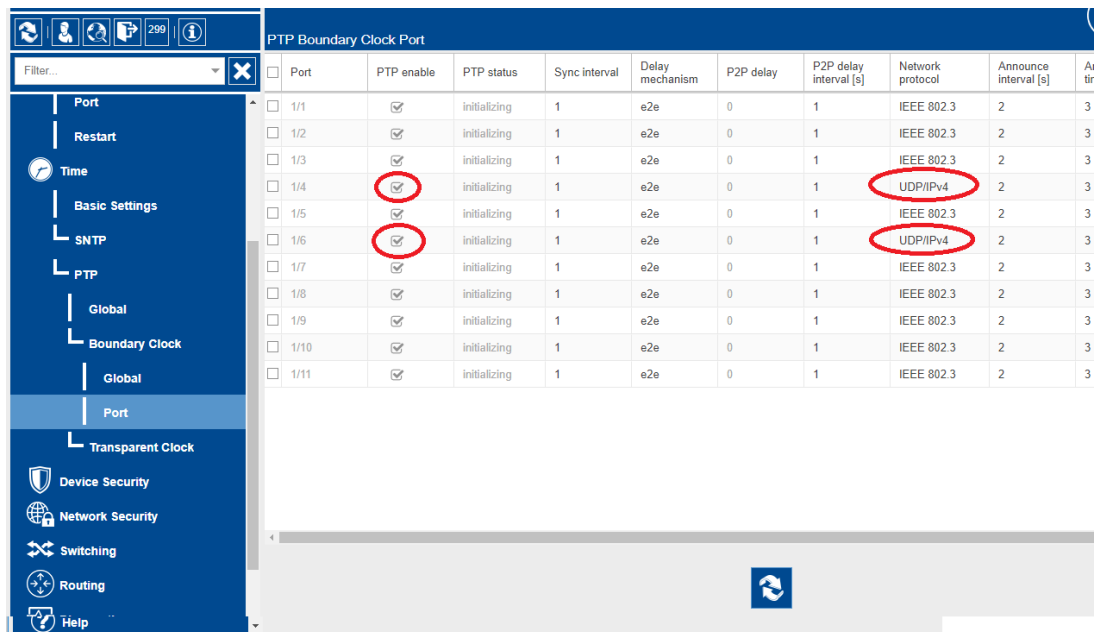 299
PTP Boundary Clock Port
Filter...
Port
Restart
Time
Basic Settings
SNTP
PTP
Global
Boundary Clock
Global
Port
Transparent Clock
Device Security
Network Security
Switching
Routing
Help
Port PTP enable PTP status Sync interval Delay mechanism P2P delay P2P delay interval [s] Network protocol Announce interval [s]
1/1 initializing 1 e2e 0 1 IEEE 802.3 2 3
1/2 initializing 1 e2e 0 1 IEEE 802.3 2 3
1/3 initializing 1 e2e 0 1 IEEE 802.3 2 3
1/4 initializing 1 e2e 0 1 UDP/IPv4 2 3
1/5 initializing 1 e2e 0 1 IEEE 802.3 2 3
1/6 initializing 1 e2e 0 1 UDP/IPv4 2 3
1/7 initializing 1 e2e 0 1 IEEE 802.3 2 3
1/8 initializing 1 e2e 0 1 IEEE 802.3 2 3
1/9 initializing 1 e2e 0 1 IEEE 802.3 2 3
1/10 initializing 1 e2e 0 1 IEEE 802.3 2 3
1/11 initializing 1 e2e 0 1 IEEE 802.3 2 3